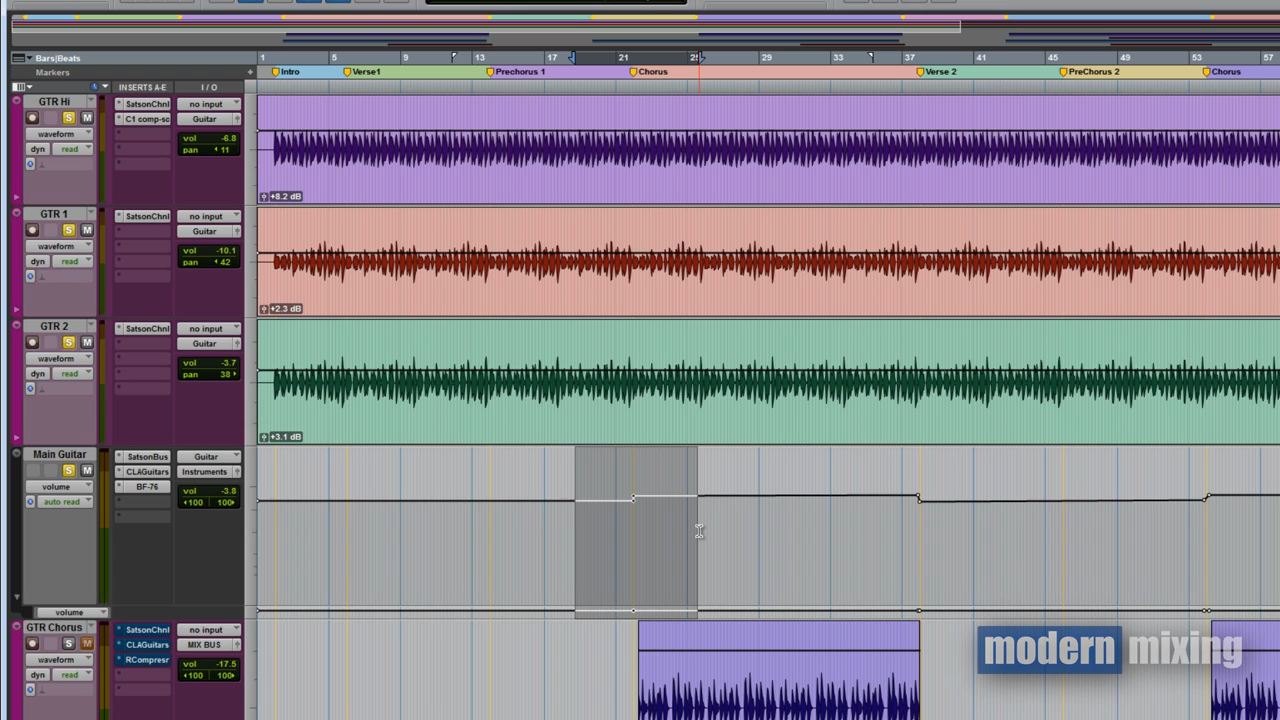 Bars|Beats
1 5 9 13 17 21 25 29 33 37 41 45 49 53 57
Markers
Intro Verse1 Prechorus 1 Chorus Verse 2 PreChorus 2 Chorus
INSERTS A-E I / O
GTR Hi SatsonChnl no input
S M C1 comp-sc Guitar
waveform vol -6.8
dyn read pan 11
+8.2 dB
GTR 1 SatsonChnl no input
S M Guitar
waveform vol -10.1
dyn read pan 42
+2.3 dB
GTR 2 SatsonChnl no input
S M Guitar
waveform vol -3.7
dyn read pan 38
+3.1 dB
Main Guitar SatsonBus Guitar
S M CLAGuitars Instruments
volume BF-76 vol -3.8
auto read 100 100
volume
GTR Chorus SatsonChnl no input
S M CLAGuitars MIX BUS
waveform RCompresr vol -17.5
dyn read 100 100
modern mixing